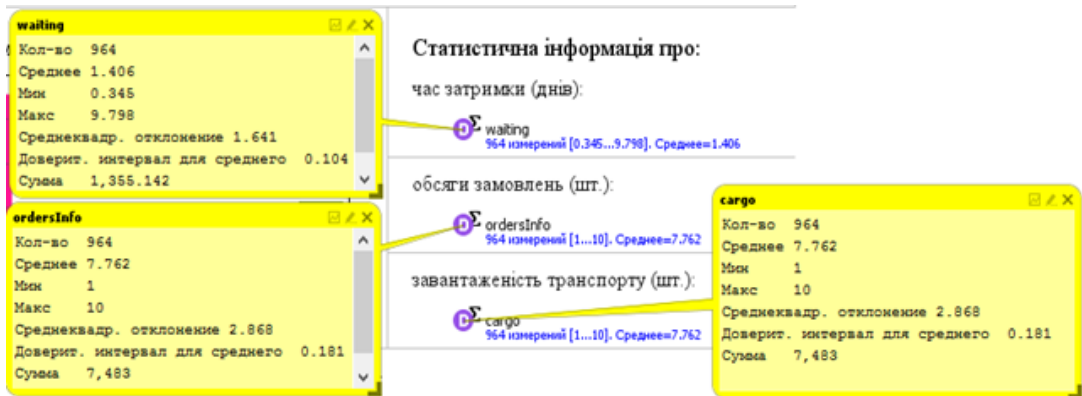 waiting
Кол-во 964
Среднее 1.406
Мин 0.345
Макс 9.798
Среднеквадр. отклонение 1.641
Доверит. интервал для среднего 0.104
Сумма 1,355.142
ordersInfo
Кол-во 964
Среднее 7.762
Мин 1
Макс 10
Среднеквадр. отклонение 2.868
Доверит. интервал для среднего 0.181
Сумма 7,483
Статистична інформація про:
час затримки (днів):
waiting
964 измерений [0.345...9.798]. Среднее=1.406
обсяги замовлень (шт.):
ordersInfo
964 измерений [1...10]. Среднее=7.762
завантаженість транспорту (шт.):
cargo
964 измерений [1...10]. Среднее=7.762
cargo
Кол-во 964
Среднее 7.762
Мин 1
Макс 10
Среднеквадр. отклонение 2.868
Доверит. интервал для среднего 0.181
Сумма 7,483